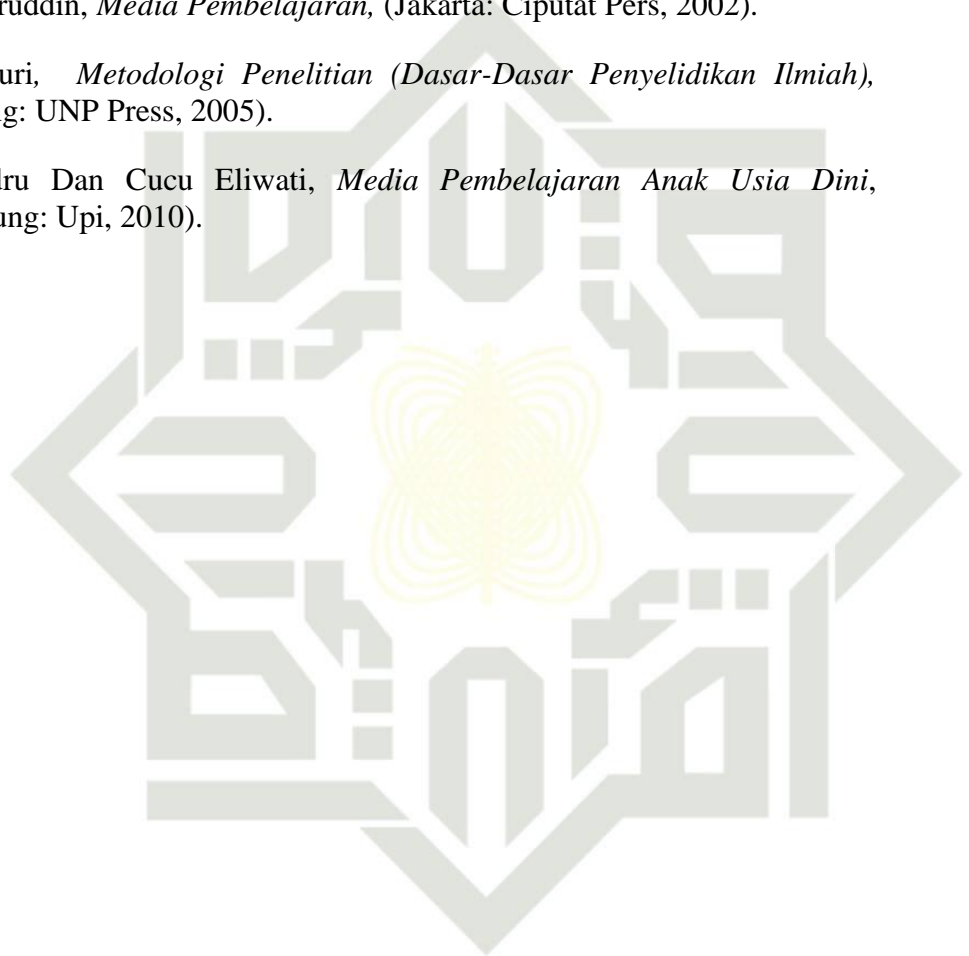 ruddin, Media Pembelajaran, (Jakarta: Ciputat Pers, 2002).
uri, Metodologi Penelitian (Dasar-Dasar Penyelidikan Ilmiah),
g: UNP Press, 2005).
dru Dan Cucu Eliwati, Media Pembelajaran Anak Usia Dini,
ung: Upi, 2010).